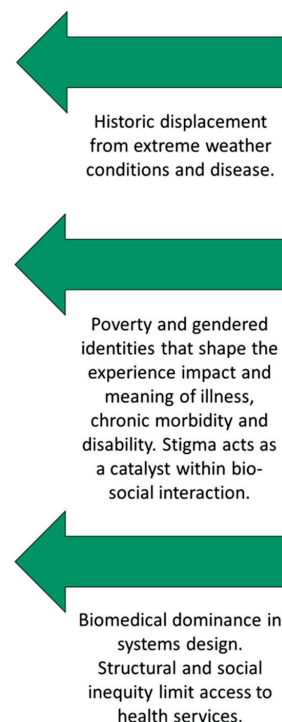 Historic displacement
from extreme weather
conditions and disease.
Poverty and gendered
identities that shape the
experience impact and
meaning of illness,
chronic morbidity and
disability. Stigma acts as
a catalyst within bio-
social interaction.
Biomedical dominance in
systems design.
Structural and social
inequity limit access to
health services.